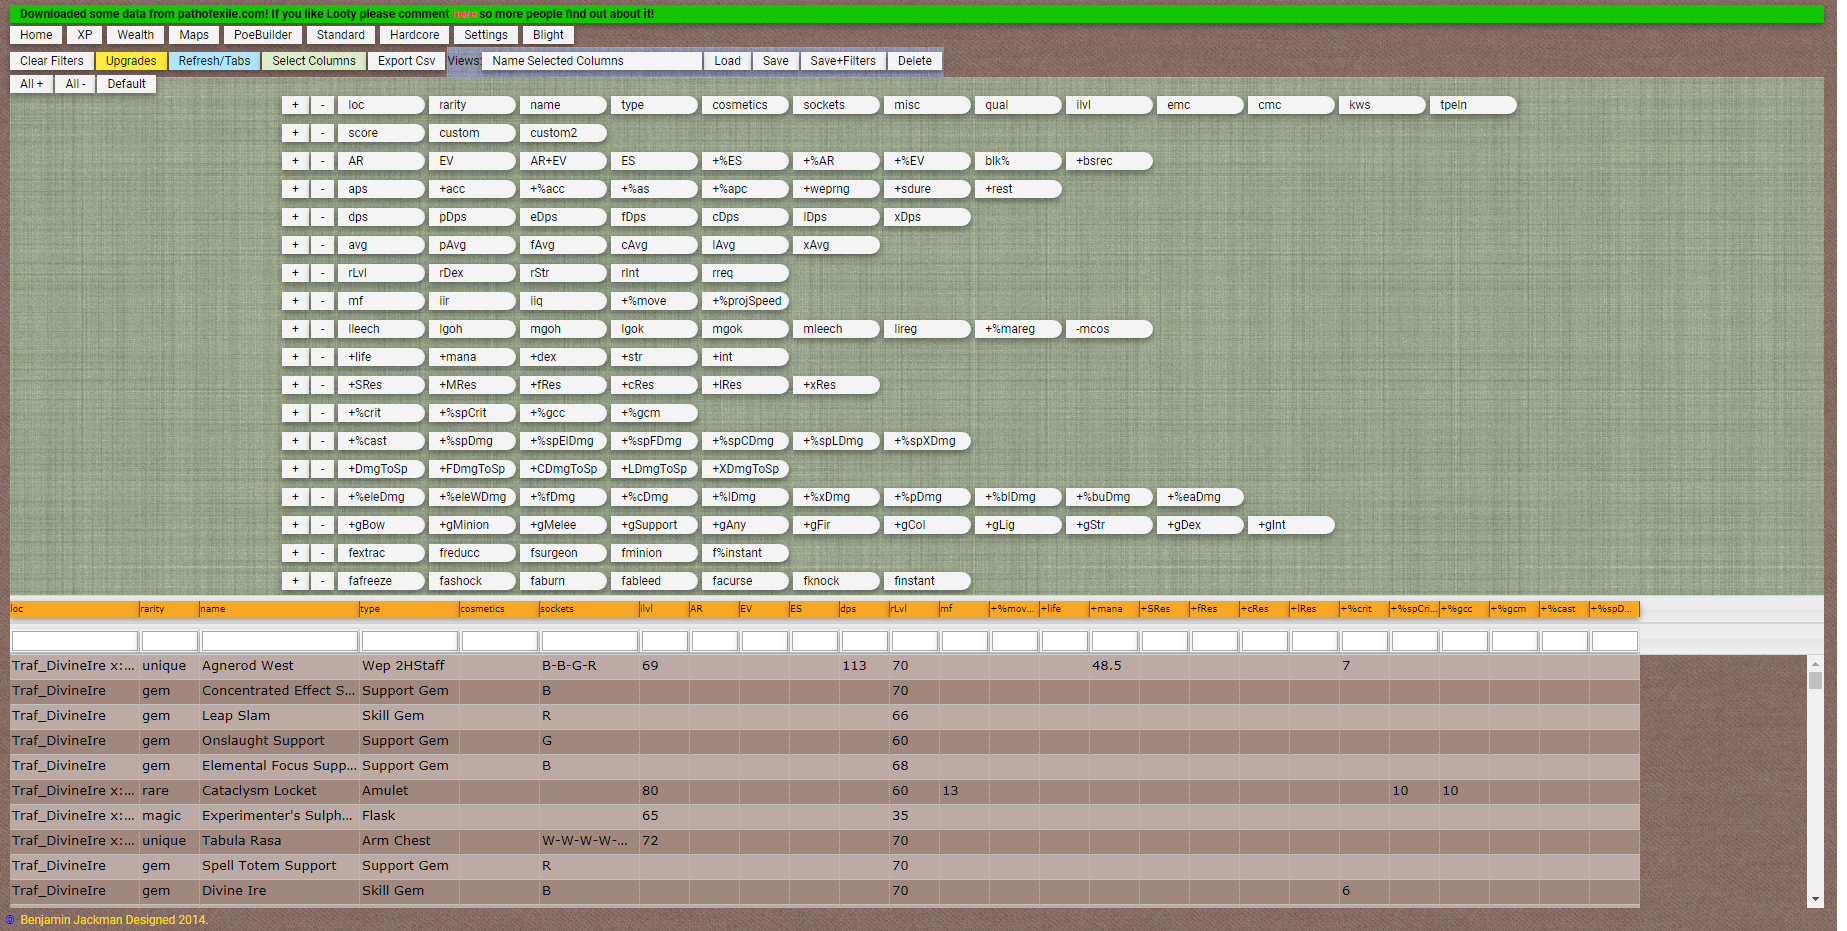 Downloaded some data from pathofexile.com! If you like Looty please comment here so more people find out about it!
Home XP Wealth Maps PoeBuilder Standard Hardcore Settings Blight
Clear Filters Upgrades Refresh/Tabs Select Columns Export Csv Views: Name Selected Columns Load Save Save+Filters Delete
All + All - Default
+ - loc rarity name type cosmetics sockets misc qual ilvl emc cmc kws tpeln
+ - score custom custom2
+ - AR EV AR+EV ES +%ES +%AR +%EV blk% +bsrec
+ - aps +acc +%acc +%as +%apc +weprng +sdure +rest
+ - dps pDps eDps fDps cDps lDps xDps
+ - avg pAvg fAvg cAvg lAvg xAvg
+ - rLvl rDex rStr rInt rreq
+ - mf iir iiq +%move +%projSpeed
+ - lleech lgoh mgoh lgok mgok mleech lireg +%mareg -mcos
+ - +life +mana +dex +str +int
+ - +SRes +MRes +fRes +cRes +lRes +xRes
+ - +%crit +%spCrit +%gcc +%gcm
+ - +%cast +%spDmg +%spElDmg +%spFDmg +%spCDmg +%spLDmg +%spXDmg
+ - +DmgToSp +FDmgToSp +CDmgToSp +LDmgToSp +XDmgToSp
+ - +%eleDmg +%eleWDmg +%fDmg +%cDmg +%lDmg +%xDmg +%pDmg +%blDmg +%buDmg +%eaDmg
+ - +gBow +gMinion +gMelee +gSupport +gAny +gFir +gCol +gLig +gStr +gDex +gInt
+ - fextrac freducc fsurgeon fminion f%instant
+ - fafreeze fashock faburn fableed facurse fknock finstant
loc rarity name type cosmetics sockets ilvl AR EV ES dps rLvl mf +%mov... +life +mana +SRes +fRes +cRes +lRes +%crit +%spCri... +%gcc +%gcm +%cast +%spD...
Traf_DivineIre x:... unique Agnerod West Wep 2HStaff B-B-G-R 69 113 70 48.5 7
Traf_DivineIre gem Concentrated Effect S... Support Gem B 70
Traf_DivineIre gem Leap Slam Skill Gem R 66
Traf_DivineIre gem Onslaught Support Support Gem G 60
Traf_DivineIre gem Elemental Focus Supp... Support Gem B 68
Traf_DivineIre x:... rare Cataclysm Locket Amulet 80 60 13 10 10
Traf_DivineIre x:... magic Experimenter's Sulph... Flask 65 35
Traf_DivineIre x:... unique Tabula Rasa Arm Chest W-W-W-W-... 72 70
Traf_DivineIre gem Spell Totem Support Support Gem R 70
Traf_DivineIre gem Divine Ire Skill Gem B 70 6
© Benjamin Jackman Designed 2014.